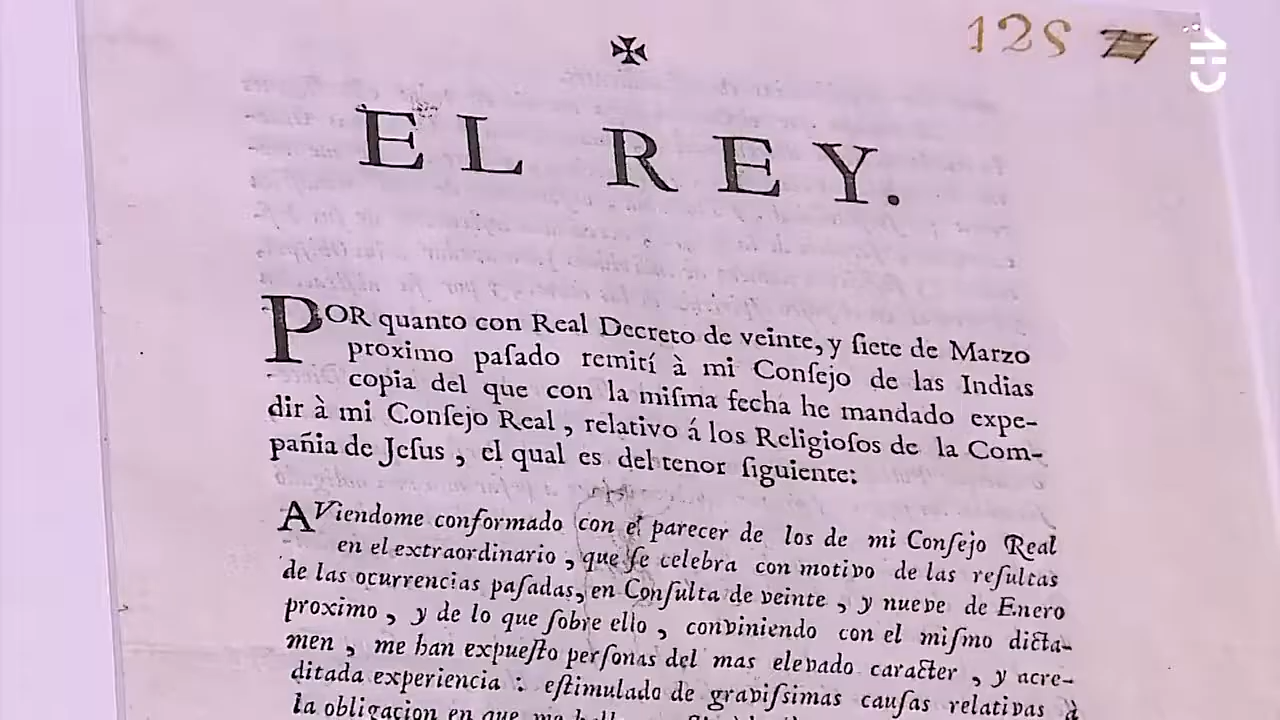 128
EL REY.
POR quanto con Real Decreto de veinte, y ſiete de Marzo
proximo paſado remití à mi Conſejo de las Indias
copia del que con la miſma fecha he mandado expe-
dir à mi Conſejo Real, relativo á los Religioſos de la Com-
pañia de Jeſus, el qual es del tenor ſiguiente:
AViendome conformado con el parecer de los de mi Conſejo Real
en el extraordinario, que ſe celebra con motivo de las reſultas
de las ocurrencias paſadas, en Conſulta de veinte, y nueve de Enero
proximo, y de lo que ſobre ello, conviniendo con el miſmo dicta-
men, me han expueſto perſonas del mas elevado caracter, y acre-
ditada experiencia: eſtimulado de graviſsimas cauſas relativas à
la obligacion en que me